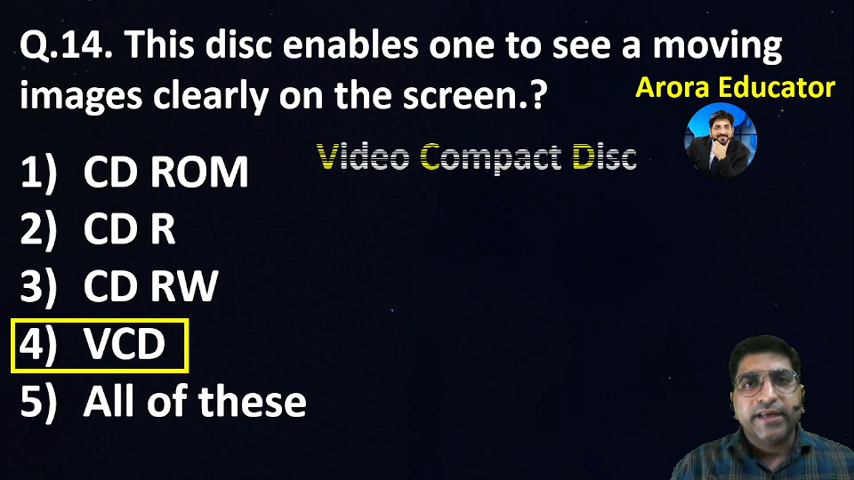 Q.14. This disc enables one to see a moving
images clearly on the screen.?
Arora Educator
Video Compact Disc
1) CD ROM
2) CD R
3) CD RW
4) VCD
5) All of these